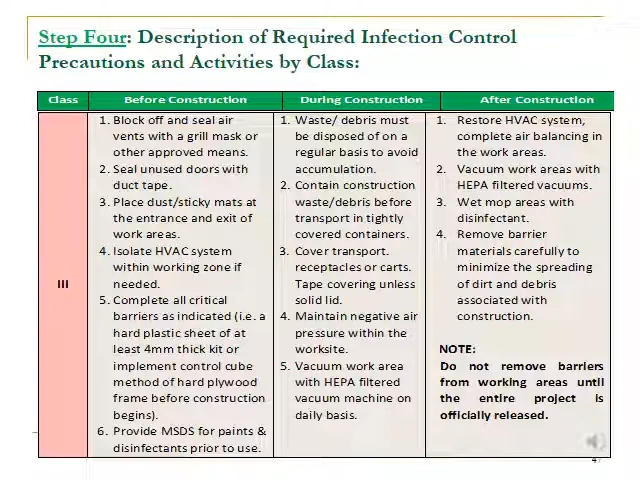 Step Four: Description of Required Infection Control
Precautions and Activities by Class:
Class
Before Construction
During Construction
After Construction
III
1. Block off and seal air
vents with a grill mask or
other approved means.
2. Seal unused doors with
duct tape.
3. Place dust/sticky mats at
the entrance and exit of
work areas.
4. Isolate HVAC system
within working zone if
needed.
5. Complete all critical
barriers as indicated (i.e. a
hard plastic sheet of at
least 4mm thick kit or
implement control cube
method of hard plywood
frame before construction
begins).
6. Provide MSDS for paints &
disinfectants prior to use.
1. Waste/ debris must
be disposed of on a
regular basis to avoid
accumulation.
2. Contain construction
waste/debris before
transport in tightly
covered containers.
3. Cover transport.
receptacles or carts.
Tape covering unless
solid lid.
4. Maintain negative air
pressure within the
worksite.
5. Vacuum work area
with HEPA filtered
vacuum machine on
daily basis.
1. Restore HVAC system,
complete air balancing in
the work areas.
2. Vacuum work areas with
HEPA filtered vacuums.
3. Wet mop areas with
disinfectant.
4. Remove barrier
materials carefully to
minimize the spreading
of dirt and debris
associated with
construction.
NOTE:
Do not remove barriers
from working areas until
the entire project is
officially released.